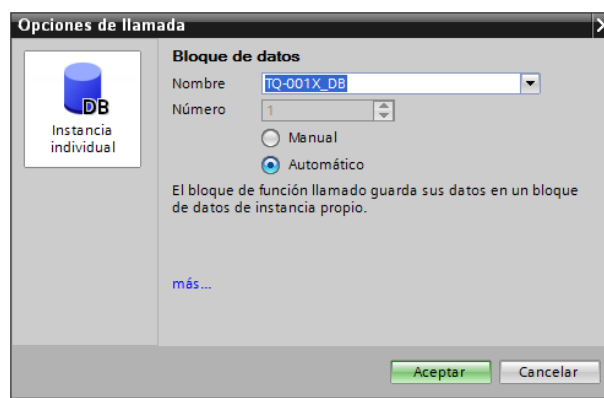 Opciones de llamada
Bloque de datos
Nombre TQ-001X_DB
Número 1
DB
Instancia
individual
Manual
Automático
El bloque de función llamado guarda sus datos en un bloque
de datos de instancia propio.
más...
Aceptar Cancelar